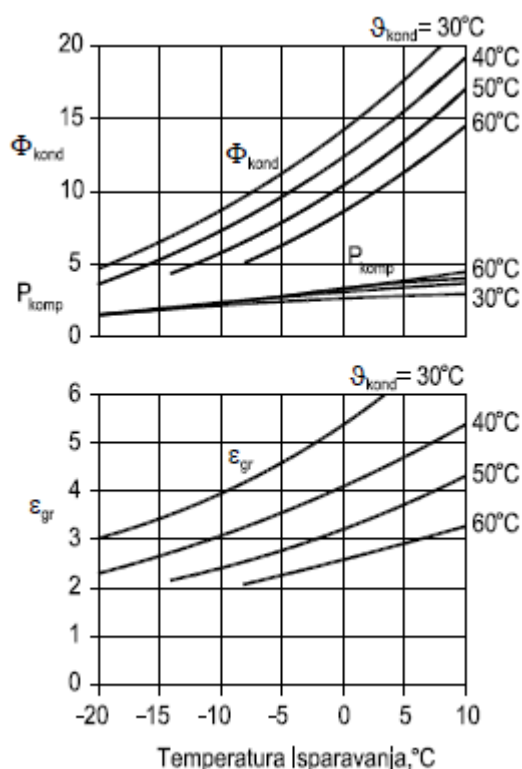 ϑkond= 30°C
20
40°C
50°C
15
60°C
Φkond
Φkond
10
5
Pkomp
60°C
Pkomp
30°C
0
ϑkond= 30°C
6
40°C
5
εgr
50°C
4
εgr
60°C
3
2
1
0
-20 -15 -10 -5 0 5 10
Temperatura Isparavanja,°C